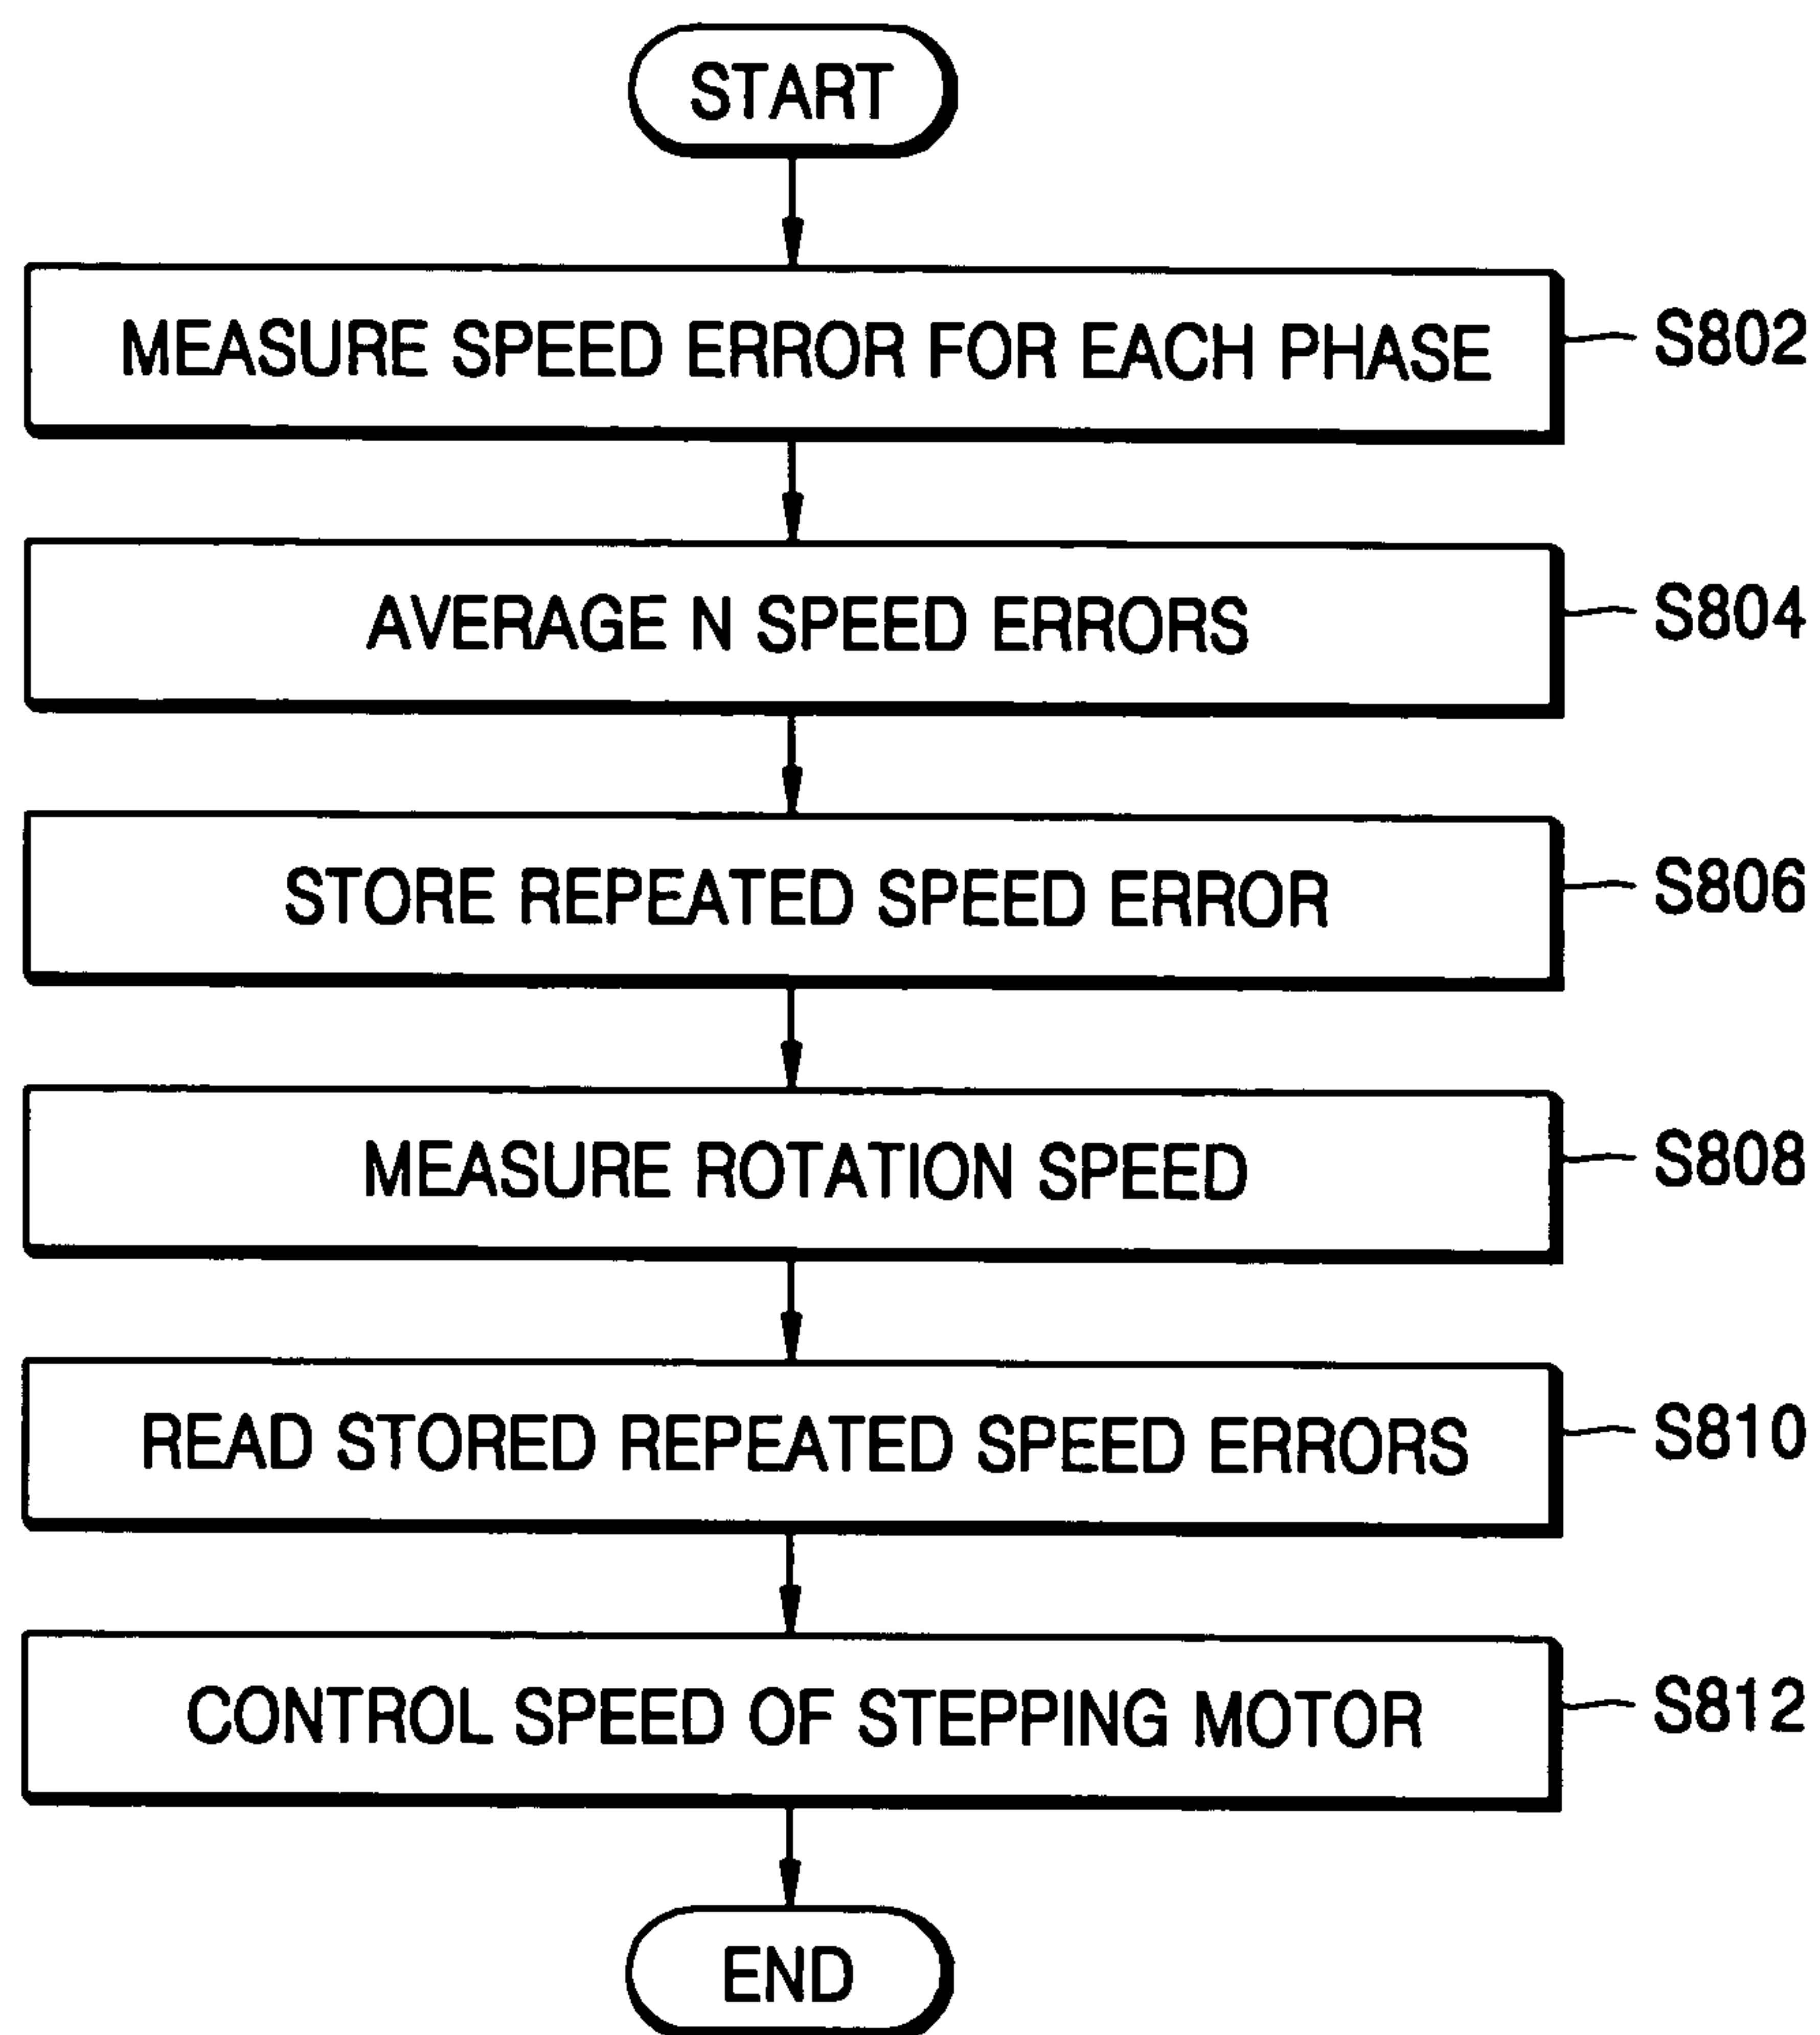 START
MEASURE SPEED ERROR FOR EACH PHASE
S802
AVERAGE N SPEED ERRORS
S804
STORE REPEATED SPEED ERROR
S806
MEASURE ROTATION SPEED
S808
READ STORED REPEATED SPEED ERRORS
S810
CONTROL SPEED OF STEPPING MOTOR
S812
END